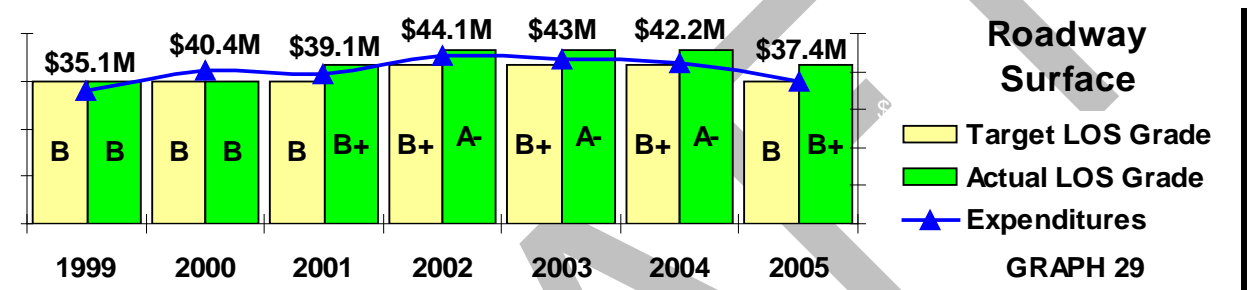 $35.1M $40.4M $39.1M $44.1M $43M $42.2M $37.4M
B B B B B B+ B+ A- B+ A- B+ A- B B+
1999 2000 2001 2002 2003 2004 2005
Roadway
Surface
Target LOS Grade
Actual LOS Grade
Expenditures
GRAPH 29
$